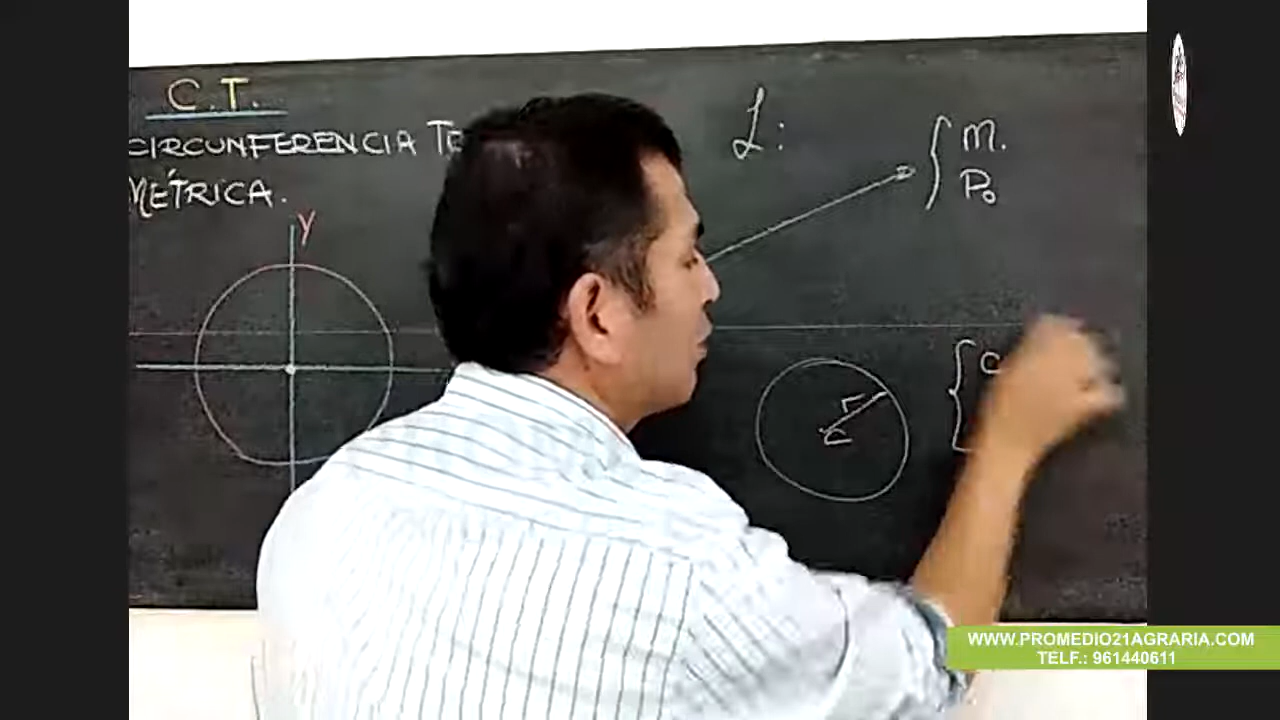 C.T.
CIRCUNFERENCIA TE
MÉTRICA.
Y
L:
m.
P₀
r
c
C
WWW.PROMEDIO21AGRARIA.COM
TELF.: 961440611